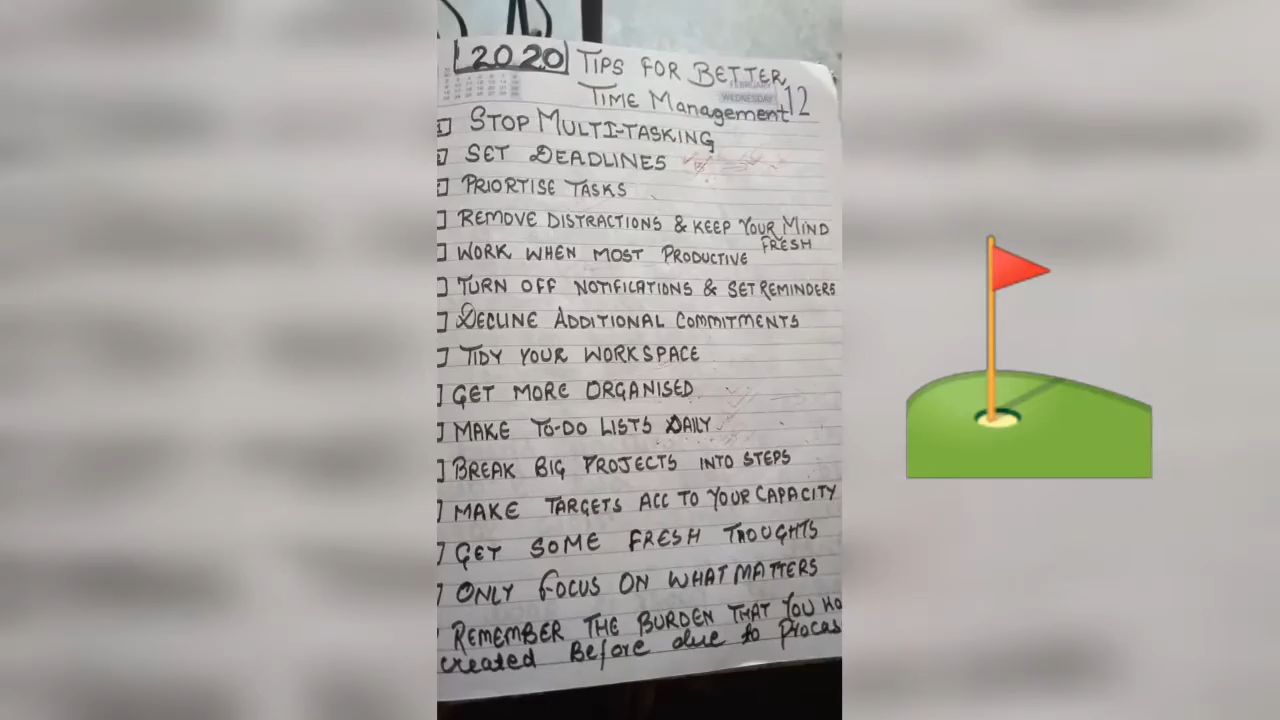 2020 TIPS FOR BETTER
TIME Management
FEBRUARY
WEDNESDAY
12
STOP MULTI-TASKING
SET DEADLINES
PRIORTISE TASKS
REMOVE DISTRACTIONS & KEEP YOUR MIND
FRESH
WORK WHEN MOST PRODUCTIVE
TURN OFF NOTIFICATIONS & SET REMINDERS
DECLINE ADDITIONAL COMMITMENTS
TIDY YOUR WORKSPACE
GET MORE ORGANISED
MAKE TO-DO LISTS DAILY
BREAK BIG PROJECTS INTO STEPS
MAKE TARGETS ACC TO YOUR CAPACITY
GET SOME FRESH THOUGHTS
ONLY FOCUS ON WHAT MATTERS
REMEMBER THE BURDEN THAT YOU
created Before due to